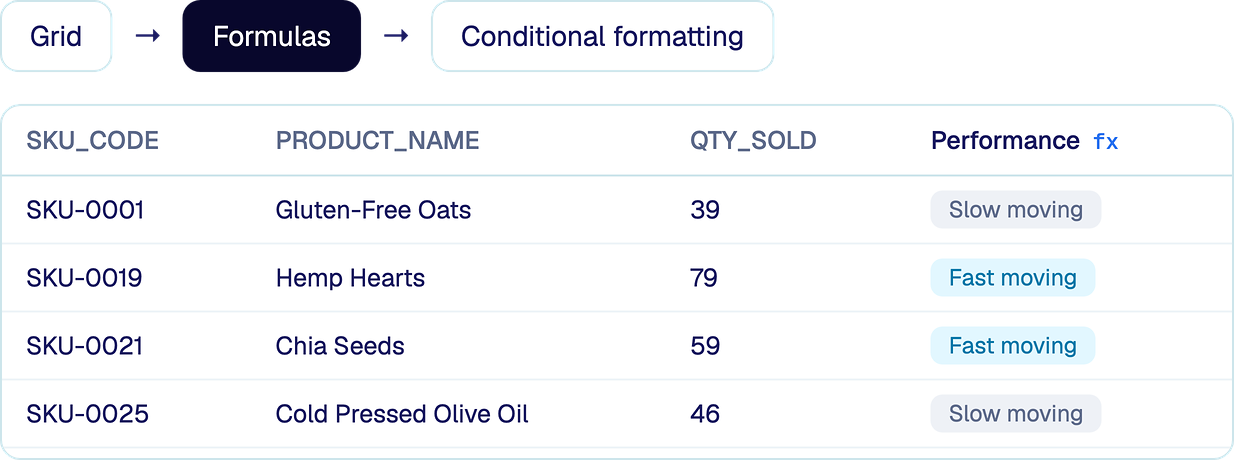 Grid → Formulas → Conditional formatting
SKU_CODE PRODUCT_NAME QTY_SOLD Performance fx
SKU-0001 Gluten-Free Oats 39 Slow moving
SKU-0019 Hemp Hearts 79 Fast moving
SKU-0021 Chia Seeds 59 Fast moving
SKU-0025 Cold Pressed Olive Oil 46 Slow moving